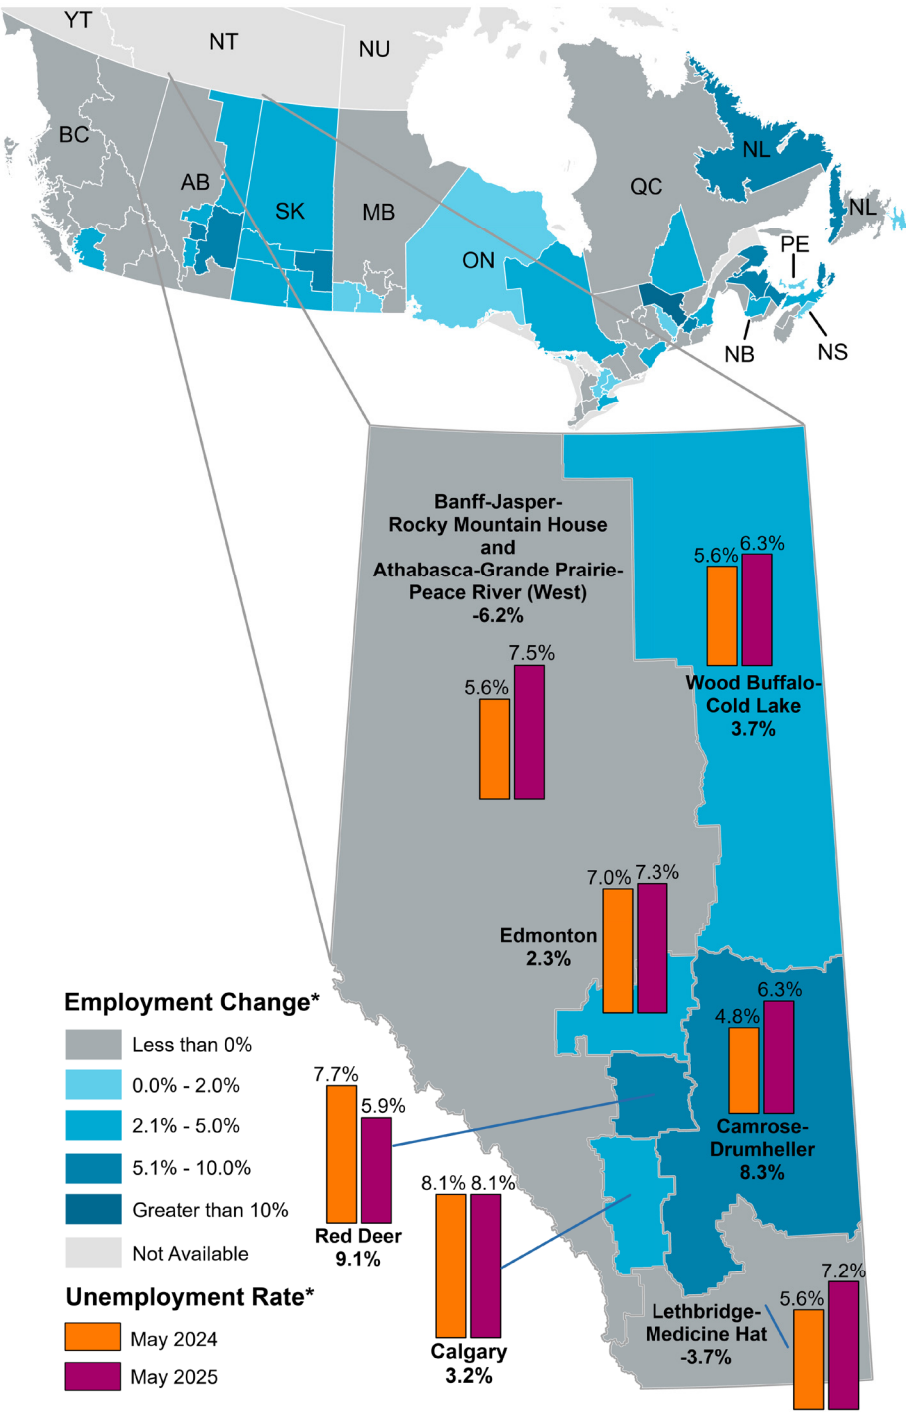 YT
NT
NU
BC
AB
SK
MB
ON
QC
NL
NL
PE
NB
NS
Banff-Jasper-
Rocky Mountain House
and
Athabasca-Grande Prairie-
Peace River (West)
-6.2%
5.6%
7.5%
5.6%
6.3%
Wood Buffalo-
Cold Lake
3.7%
7.0%
7.3%
Edmonton
2.3%
4.8%
6.3%
Camrose-
Drumheller
8.3%
7.7%
5.9%
Red Deer
9.1%
8.1%
8.1%
Calgary
3.2%
5.6%
7.2%
Lethbridge-
Medicine Hat
-3.7%
Employment Change*
Less than 0%
0.0% - 2.0%
2.1% - 5.0%
5.1% - 10.0%
Greater than 10%
Not Available
Unemployment Rate*
May 2024
May 2025